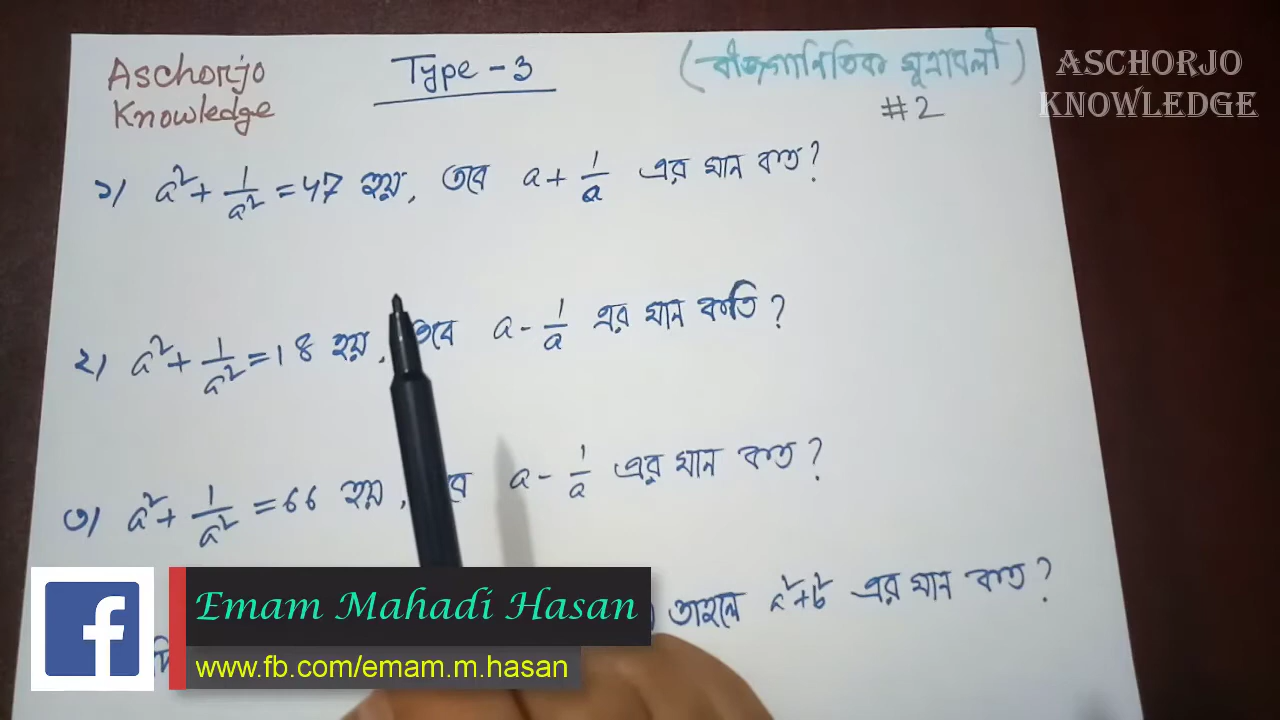 Aschorjo
Knowledge
Type-3
(বীজগানিতিক সূত্রাবলী)
#2
ASCHORJO
KNOWLEDGE
১) a² + 1/a² = 47 হয়, তবে a + 1/a এর মান কত?
২) a² + 1/a² = 18 হয়, তবে a - 1/a এর মান কতি?
৩) a² + 1/a² = 66 হয়, বে a - 1/a এর মান কত?
তাহলে a²+b² এর মান কত?
Emam Mahadi Hasan
www.fb.com/emam.m.hasan